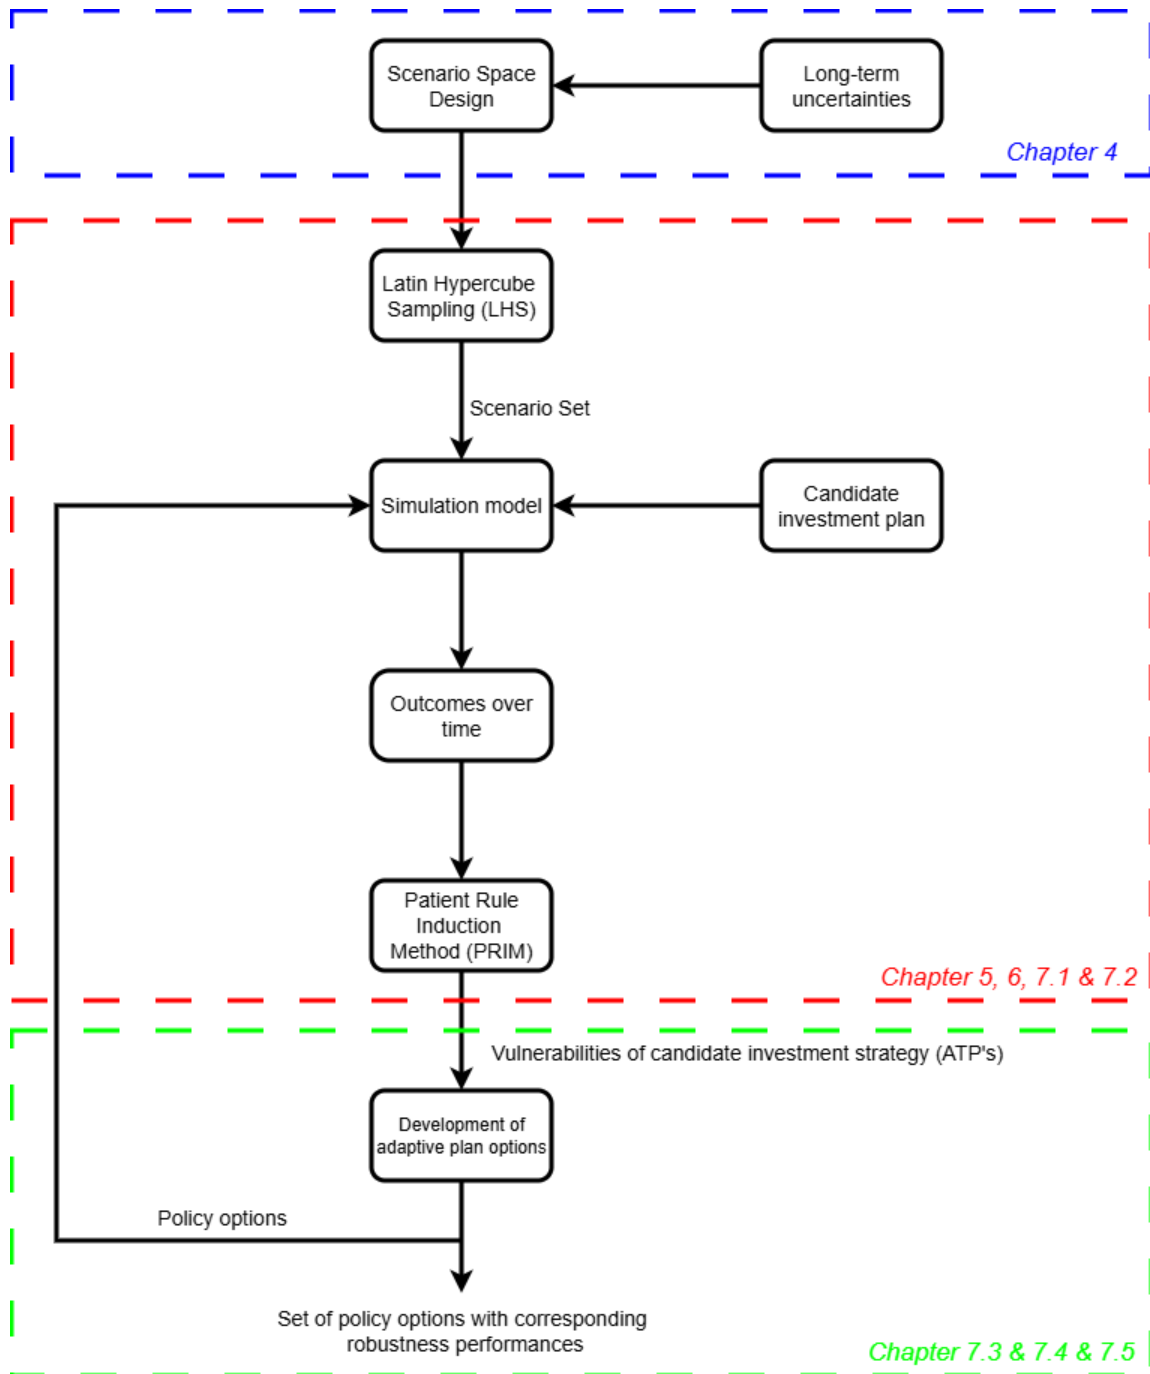 Scenario Space
Design
Long-term
uncertainties
Chapter 4
Latin Hypercube
Sampling (LHS)
Scenario Set
Simulation model
Candidate
investment plan
Outcomes over
time
Patient Rule
Induction
Method (PRIM)
Chapter 5, 6, 7.1 & 7.2
Vulnerabilities of candidate investment strategy (ATP's)
Development of
adaptive plan options
Policy options
Set of policy options with corresponding
robustness performances
Chapter 7.3 & 7.4 & 7.5